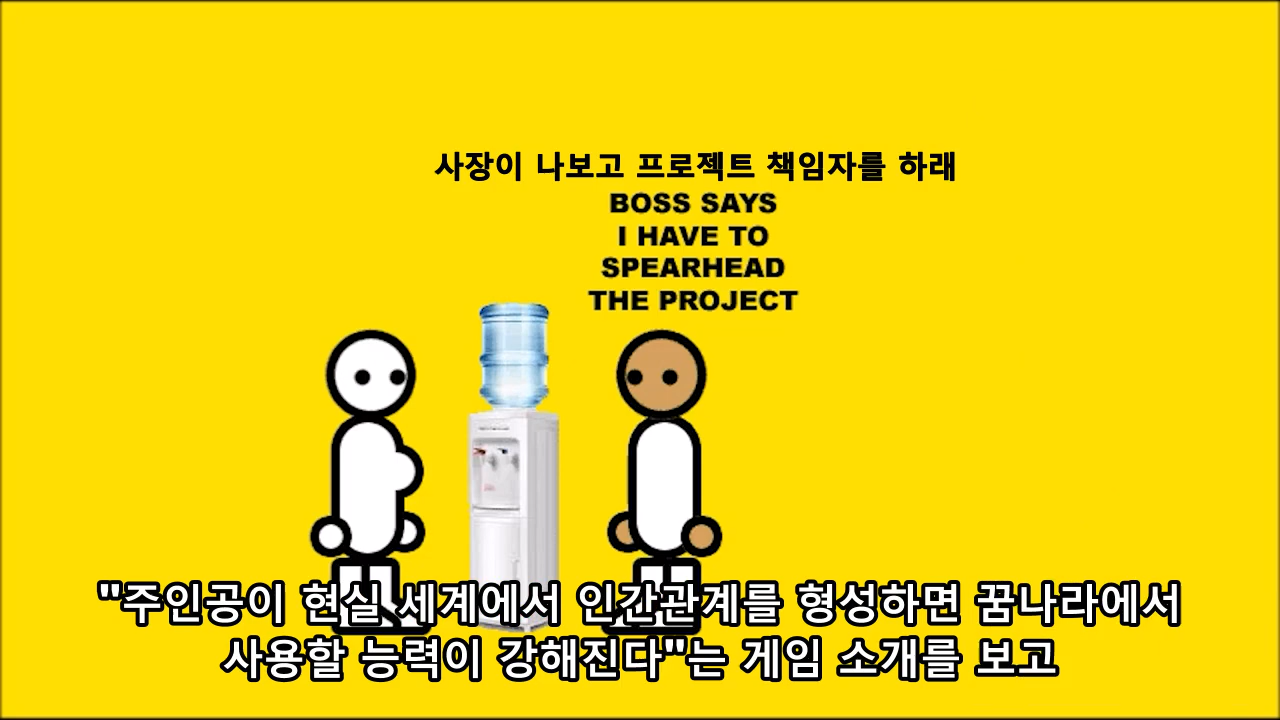 사장이 나보고 프로젝트 책임자를 하래
BOSS SAYS
I HAVE TO
SPEARHEAD
THE PROJECT
"주인공이 현실 세계에서 인간관계를 형성하면 꿈나라에서
사용할 능력이 강해진다"는 게임 소개를 보고